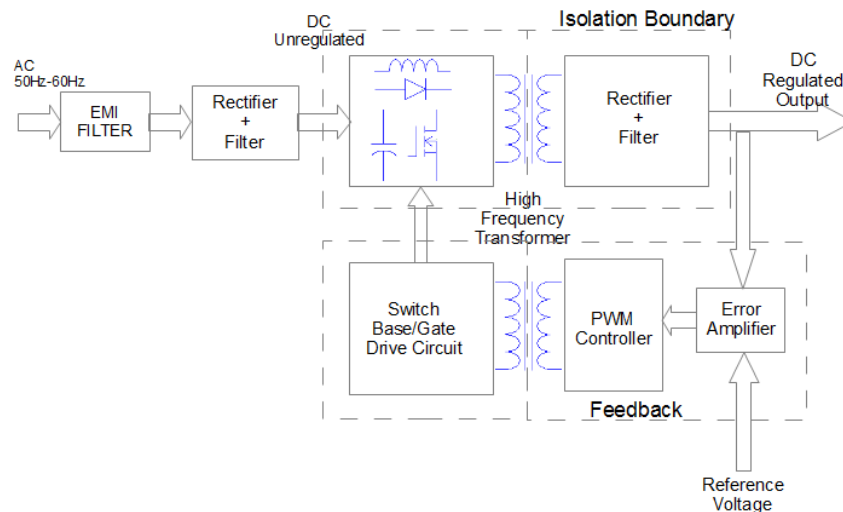 Isolation Boundary
DC
Unregulated
AC
50Hz-60Hz
EMI
FILTER
Rectifier
+
Filter
Rectifier
+
Filter
DC
Regulated
Output
High
Frequency
Transformer
Switch
Base/Gate
Drive Circuit
PWM
Controller
Error
Amplifier
Feedback
Reference
Voltage